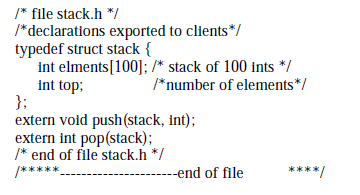 /* file stack.h */
/*declarations exported to clients*/
typedef struct stack {
int elments[100]; /* stack of 100 ints */
int top; /*number of elements*/
};
extern void push(stack, int);
extern int pop(stack);
/* end of file stack.h */
/*****-----------------------end of file ****/